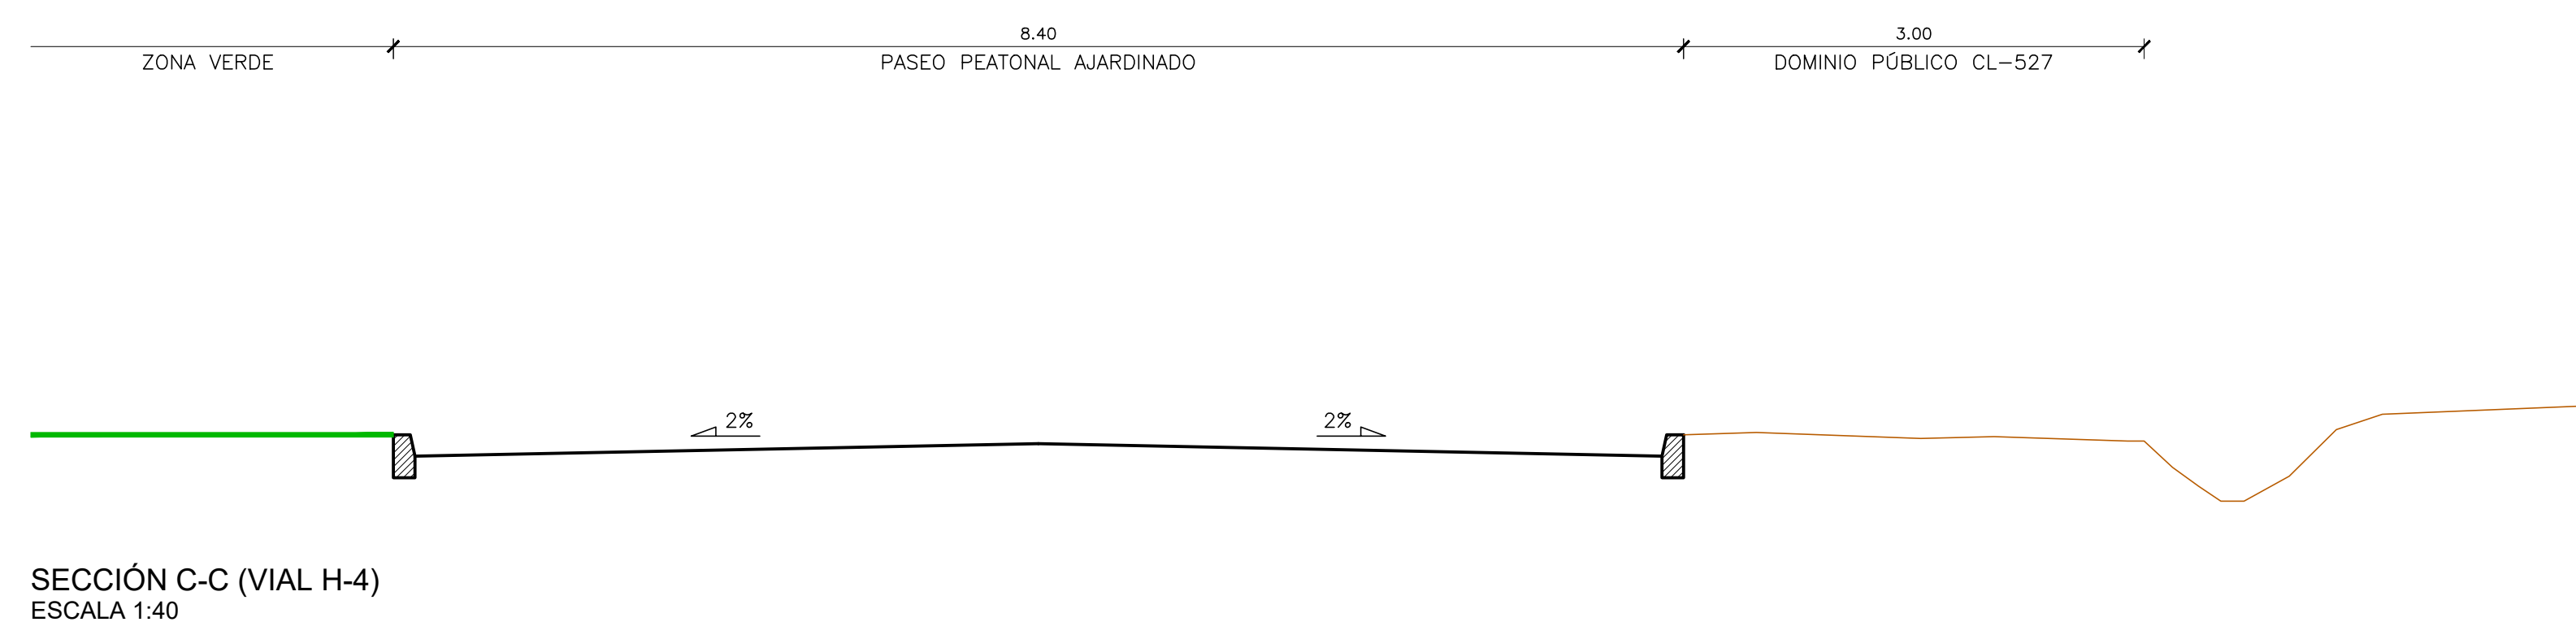 8.40
3.00
ZONA VERDE
PASEO PEATONAL AJARDINADO
DOMINIO PÚBLICO CL-527
2%
2%
SECCIÓN C-C (VIAL H-4)
ESCALA 1:40